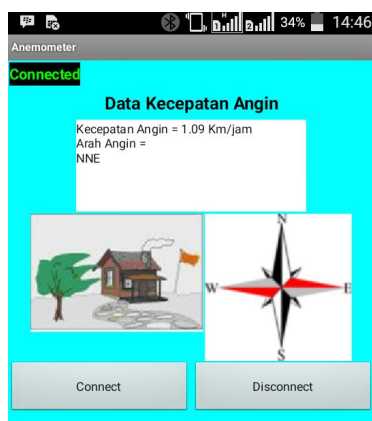 34% 14:46
Anemometer
Connected
Data Kecepatan Angin
Kecepatan Angin = 1.09 Km/jam
Arah Angin =
NNE
N
W E
S
Connect Disconnect